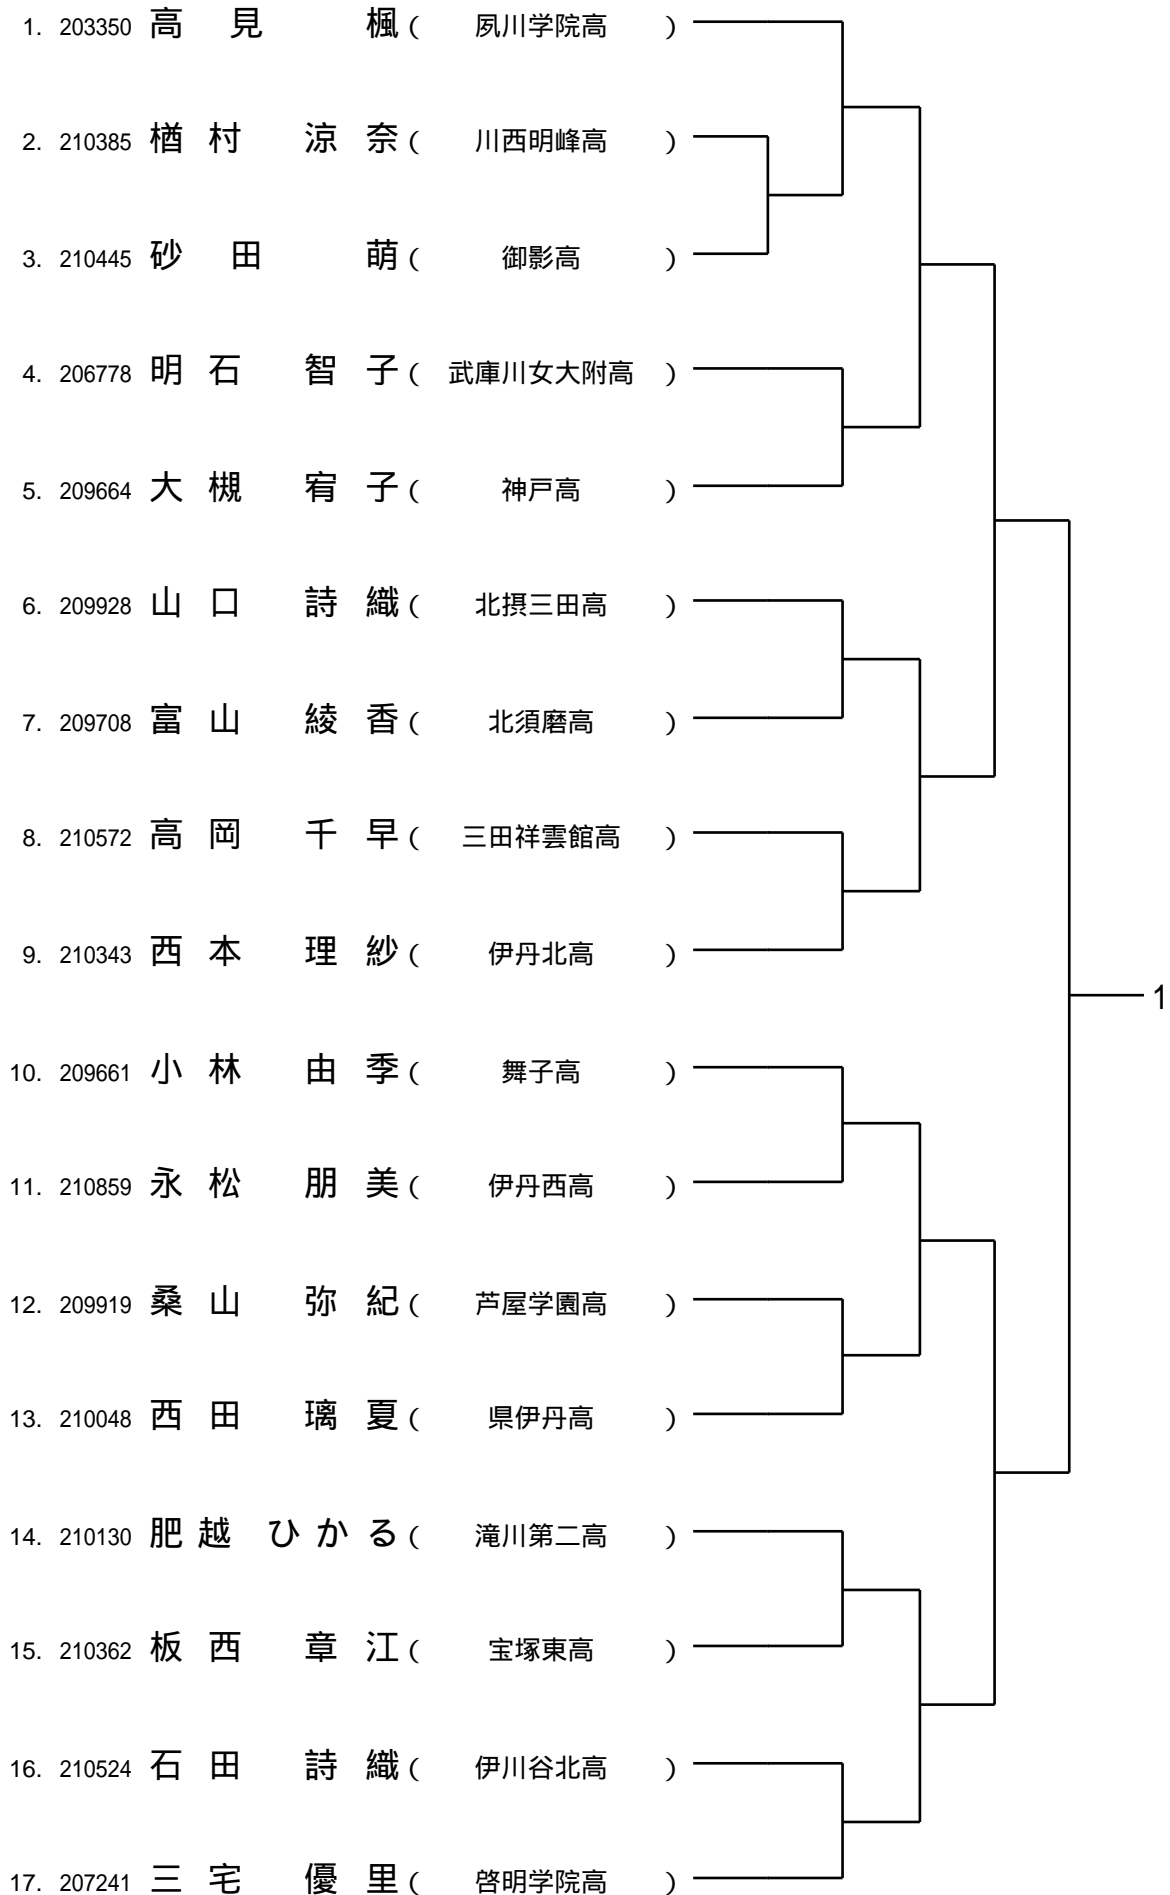 1. 203350 高見 楓 ( 夙川学院高 )
2. 210385 楢村 涼奈 ( 川西明峰高 )
3. 210445 砂田 萌 ( 御影高 )
4. 206778 明石 智子 ( 武庫川女大附高 )
5. 209664 大槻 宥子 ( 神戸高 )
6. 209928 山口 詩織 ( 北摂三田高 )
7. 209708 富山 綾香 ( 北須磨高 )
8. 210572 高岡 千早 ( 三田祥雲館高 )
9. 210343 西本 理紗 ( 伊丹北高 )
1
10. 209661 小林 由季 ( 舞子高 )
11. 210859 永松 朋美 ( 伊丹西高 )
12. 209919 桑山 弥紀 ( 芦屋学園高 )
13. 210048 西田 璃夏 ( 県伊丹高 )
14. 210130 肥越 ひかる ( 滝川第二高 )
15. 210362 板西 章江 ( 宝塚東高 )
16. 210524 石田 詩織 ( 伊川谷北高 )
17. 207241 三宅 優里 ( 啓明学院高 )